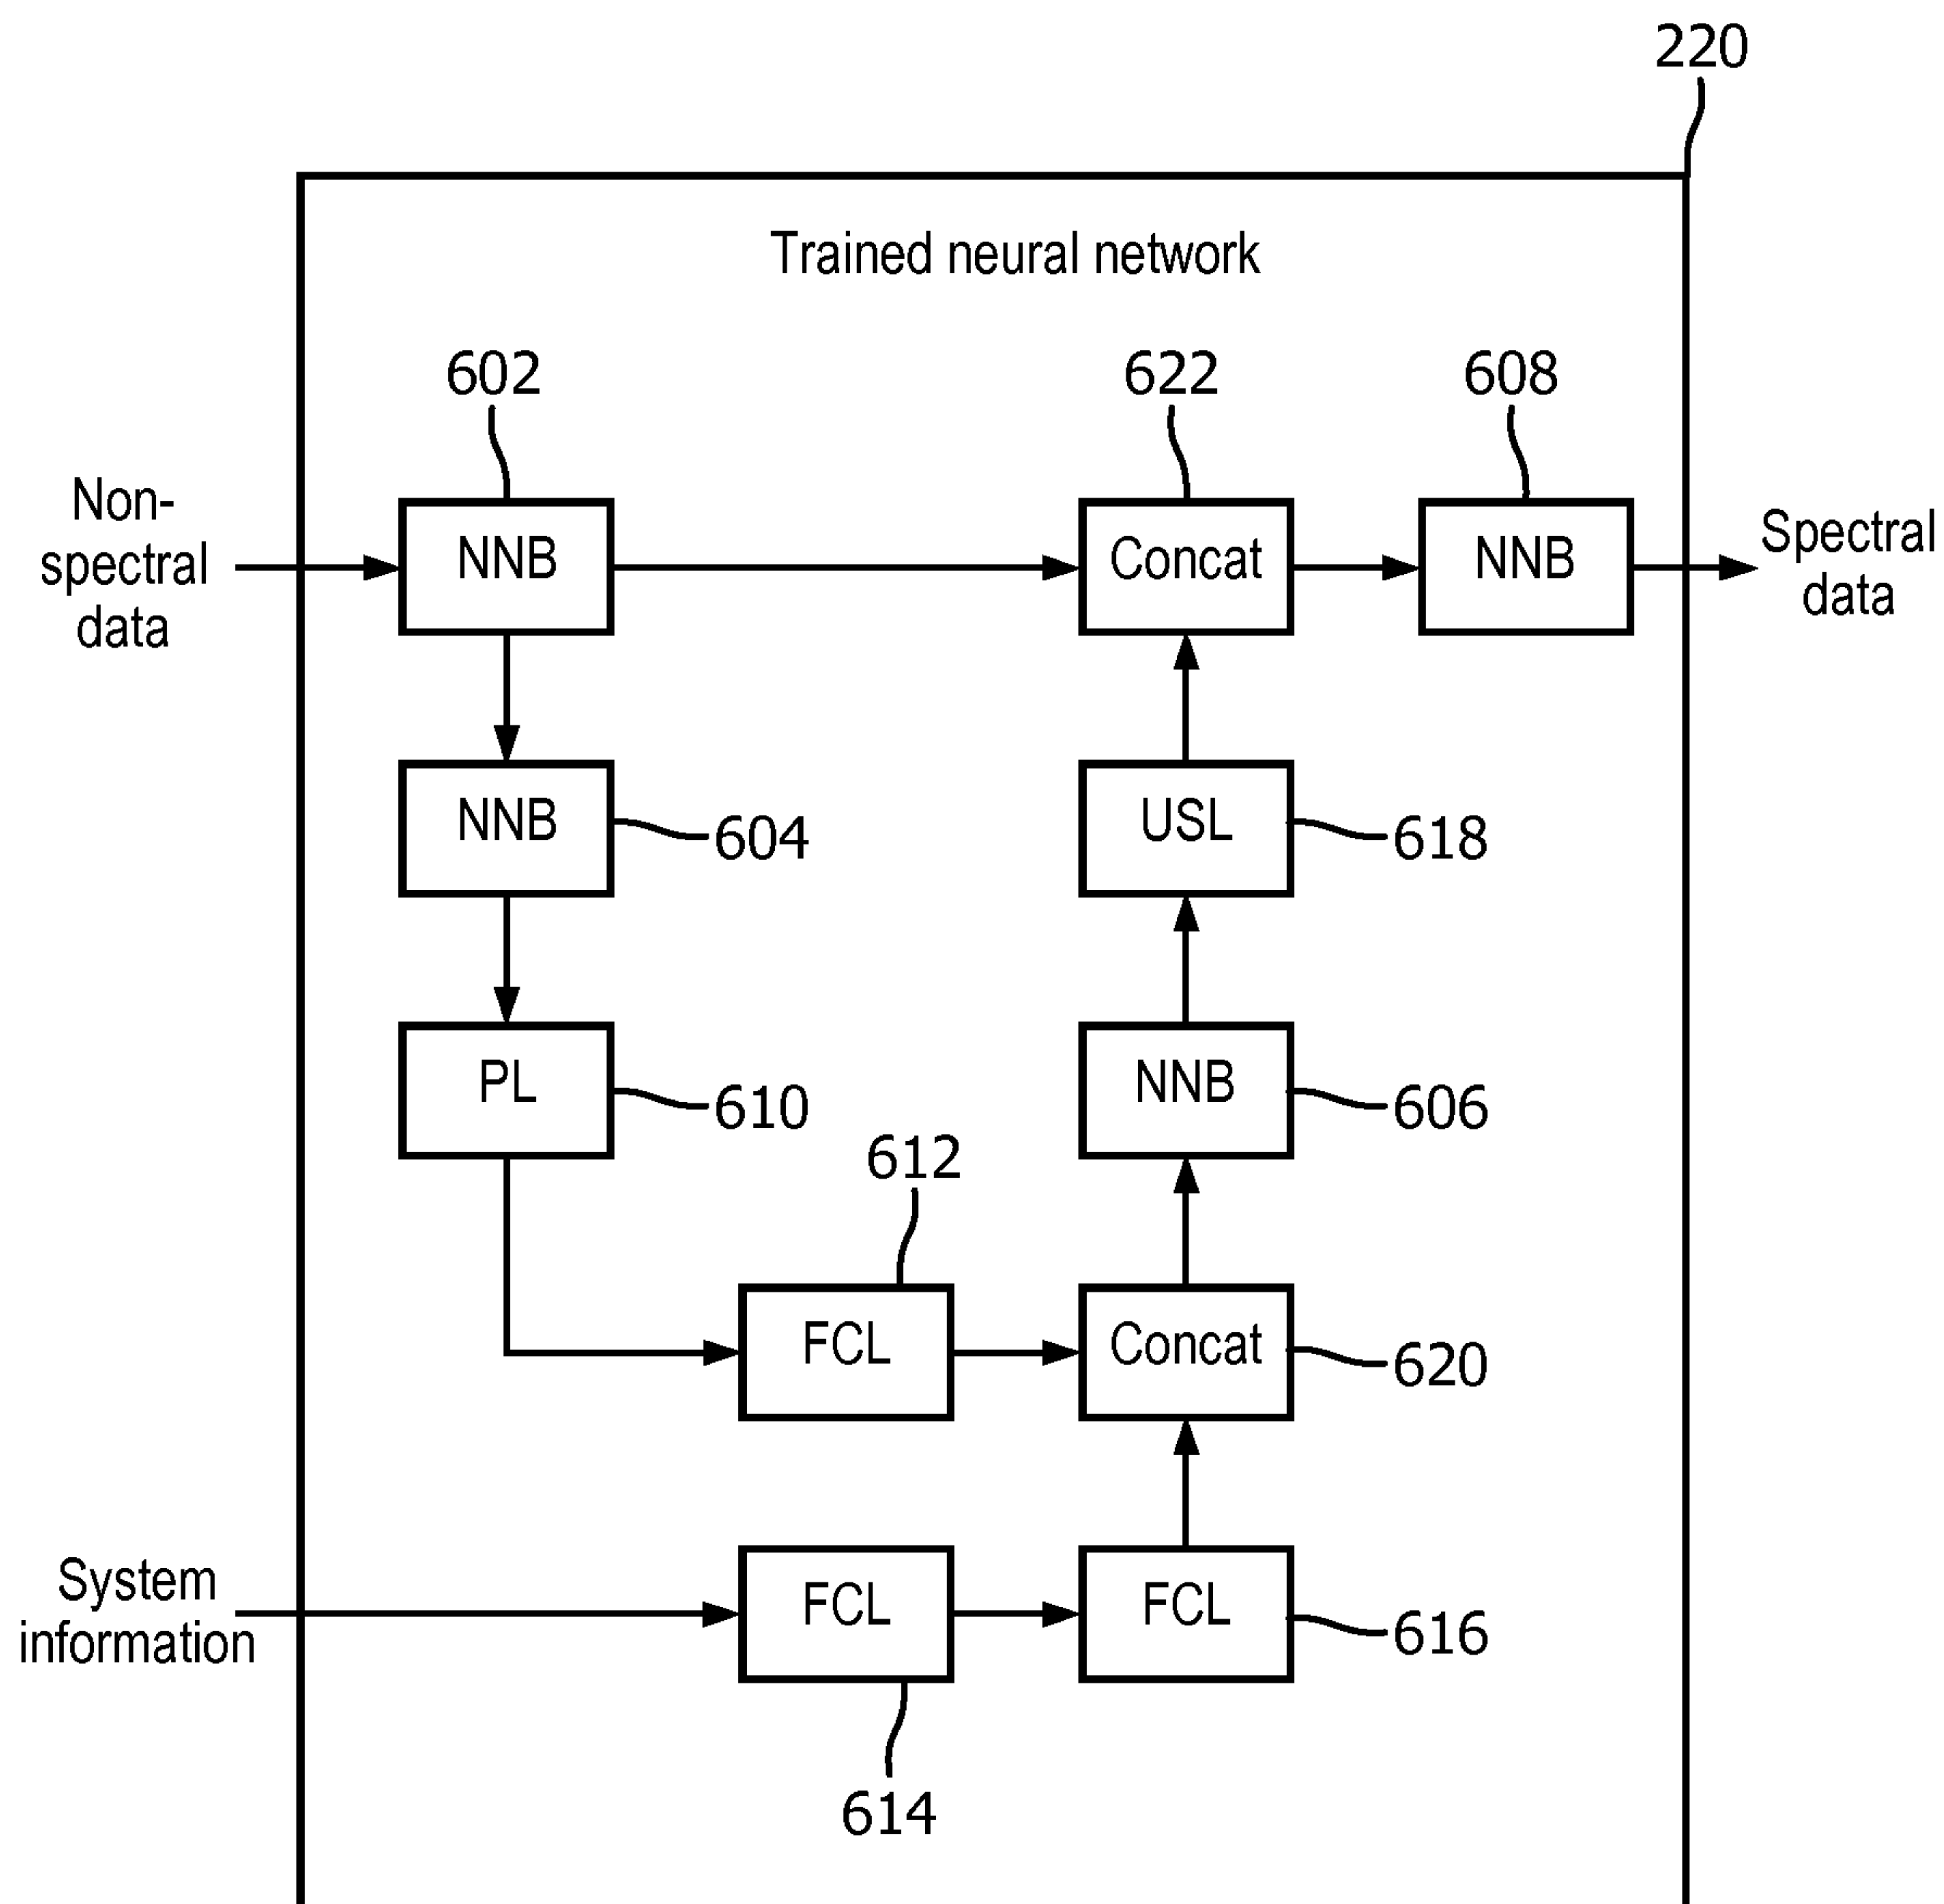 220
Trained neural network
602
622
608
Non-
spectral
data
NNB
Concat
NNB
Spectral
data
NNB
604
USL
618
PL
610
NNB
606
612
FCL
Concat
620
System
information
FCL
FCL
616
614